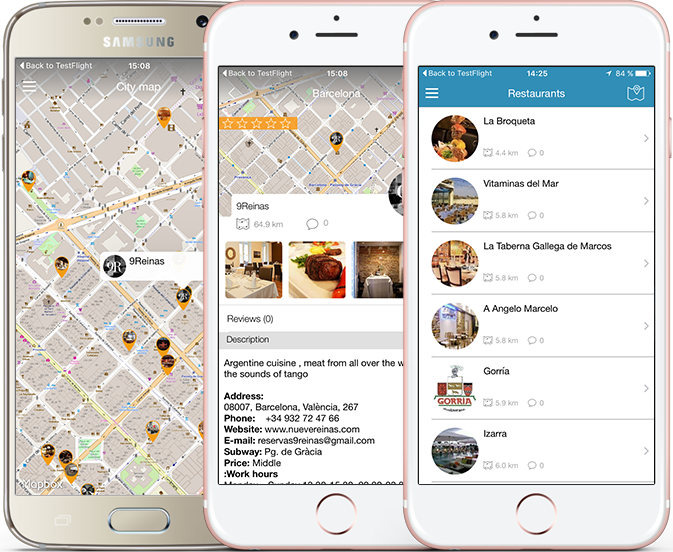 SAMSUNG
Back to TestFlight 15:08
City map
9R
9Reinas
Mapbox
Back to TestFlight 15:08
Barcelona
9R
9Reinas
64.9 km 0
Reviews (0)
Description
Argentine cuisine , meat from all over the w
the sounds of tango
Address:
08007, Barcelona, València, 267
Phone: +34 932 72 47 66
Website: www.nuevereinas.com
E-mail: reservas9reinas@gmail.com
Subway: Pg. de Gràcia
Price: Middle
:Work hours
Back to TestFlight 14:25 84 %
Restaurants
La Broqueta
4.4 km 0
Vitaminas del Mar
5.8 km 0
La Taberna Gallega de Marcos
5.8 km 0
A Angelo Marcelo
5.8 km 0
Gorría
GORRIA
5.9 km 0
Izarra
6.0 km 0